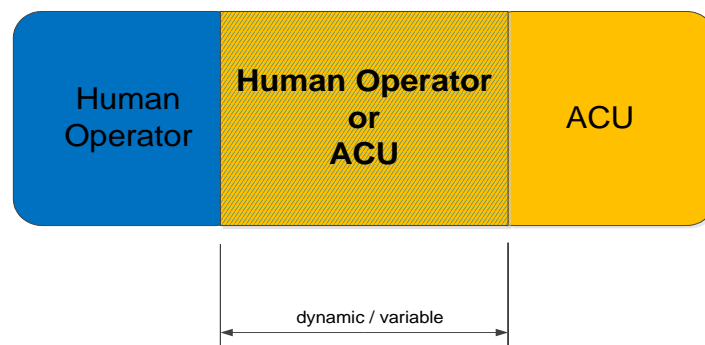 Human
Operator
Human Operator
or
ACU
ACU
dynamic / variable